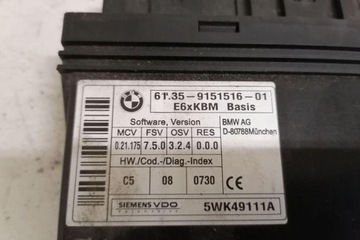 BMW
61.35-9151516-01
E6xKBM Basis
Software, Version
BMW AG
D-80788München
MCV FSV OSV RES
0.21.175 7.5.0 3.2.4 0.0.0
HW./Cod.-/Diag.-Index
C5 08 0730
SIEMENS VDO
5WK49111A